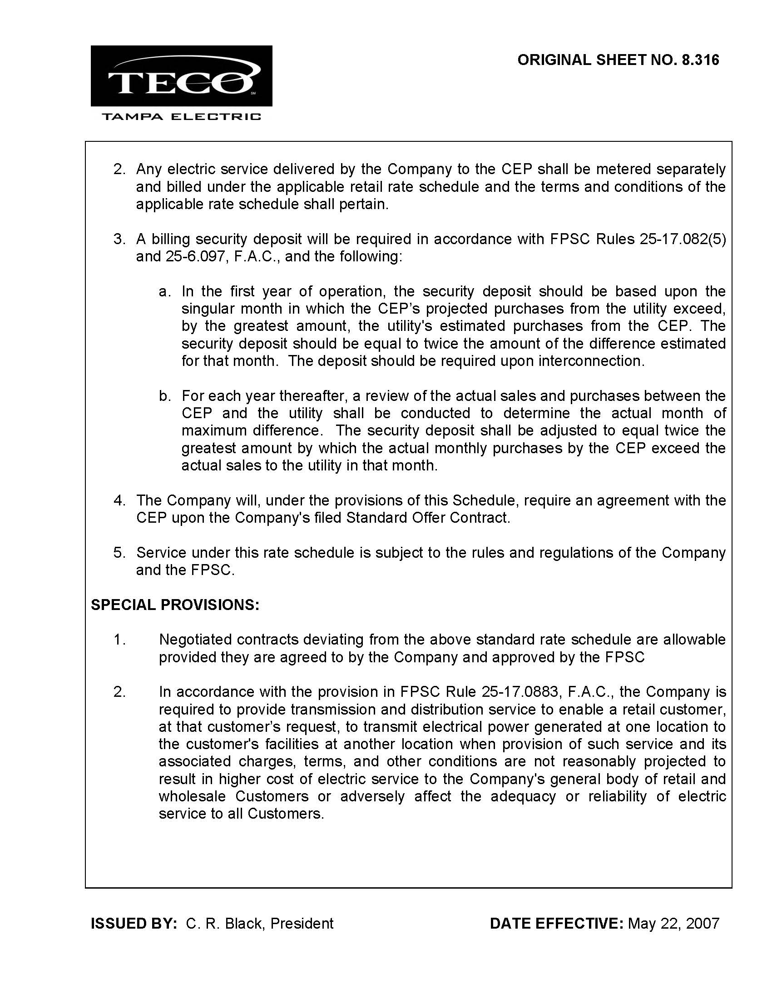 TECO
SM
TAMPA ELECTRIC
ORIGINAL SHEET NO. 8.316
2. Any electric service delivered by the Company to the CEP shall be metered separately
and billed under the applicable retail rate schedule and the terms and conditions of the
applicable rate schedule shall pertain.
3. A billing security deposit will be required in accordance with FPSC Rules 25-17.082(5)
and 25-6.097, F.A.C., and the following:
a. In the first year of operation, the security deposit should be based upon the
singular month in which the CEP’s projected purchases from the utility exceed,
by the greatest amount, the utility's estimated purchases from the CEP. The
security deposit should be equal to twice the amount of the difference estimated
for that month. The deposit should be required upon interconnection.
b. For each year thereafter, a review of the actual sales and purchases between the
CEP and the utility shall be conducted to determine the actual month of
maximum difference. The security deposit shall be adjusted to equal twice the
greatest amount by which the actual monthly purchases by the CEP exceed the
actual sales to the utility in that month.
4. The Company will, under the provisions of this Schedule, require an agreement with the
CEP upon the Company's filed Standard Offer Contract.
5. Service under this rate schedule is subject to the rules and regulations of the Company
and the FPSC.
SPECIAL PROVISIONS:
1. Negotiated contracts deviating from the above standard rate schedule are allowable
provided they are agreed to by the Company and approved by the FPSC
2. In accordance with the provision in FPSC Rule 25-17.0883, F.A.C., the Company is
required to provide transmission and distribution service to enable a retail customer,
at that customer’s request, to transmit electrical power generated at one location to
the customer's facilities at another location when provision of such service and its
associated charges, terms, and other conditions are not reasonably projected to
result in higher cost of electric service to the Company's general body of retail and
wholesale Customers or adversely affect the adequacy or reliability of electric
service to all Customers.
ISSUED BY: C. R. Black, President
DATE EFFECTIVE: May 22, 2007